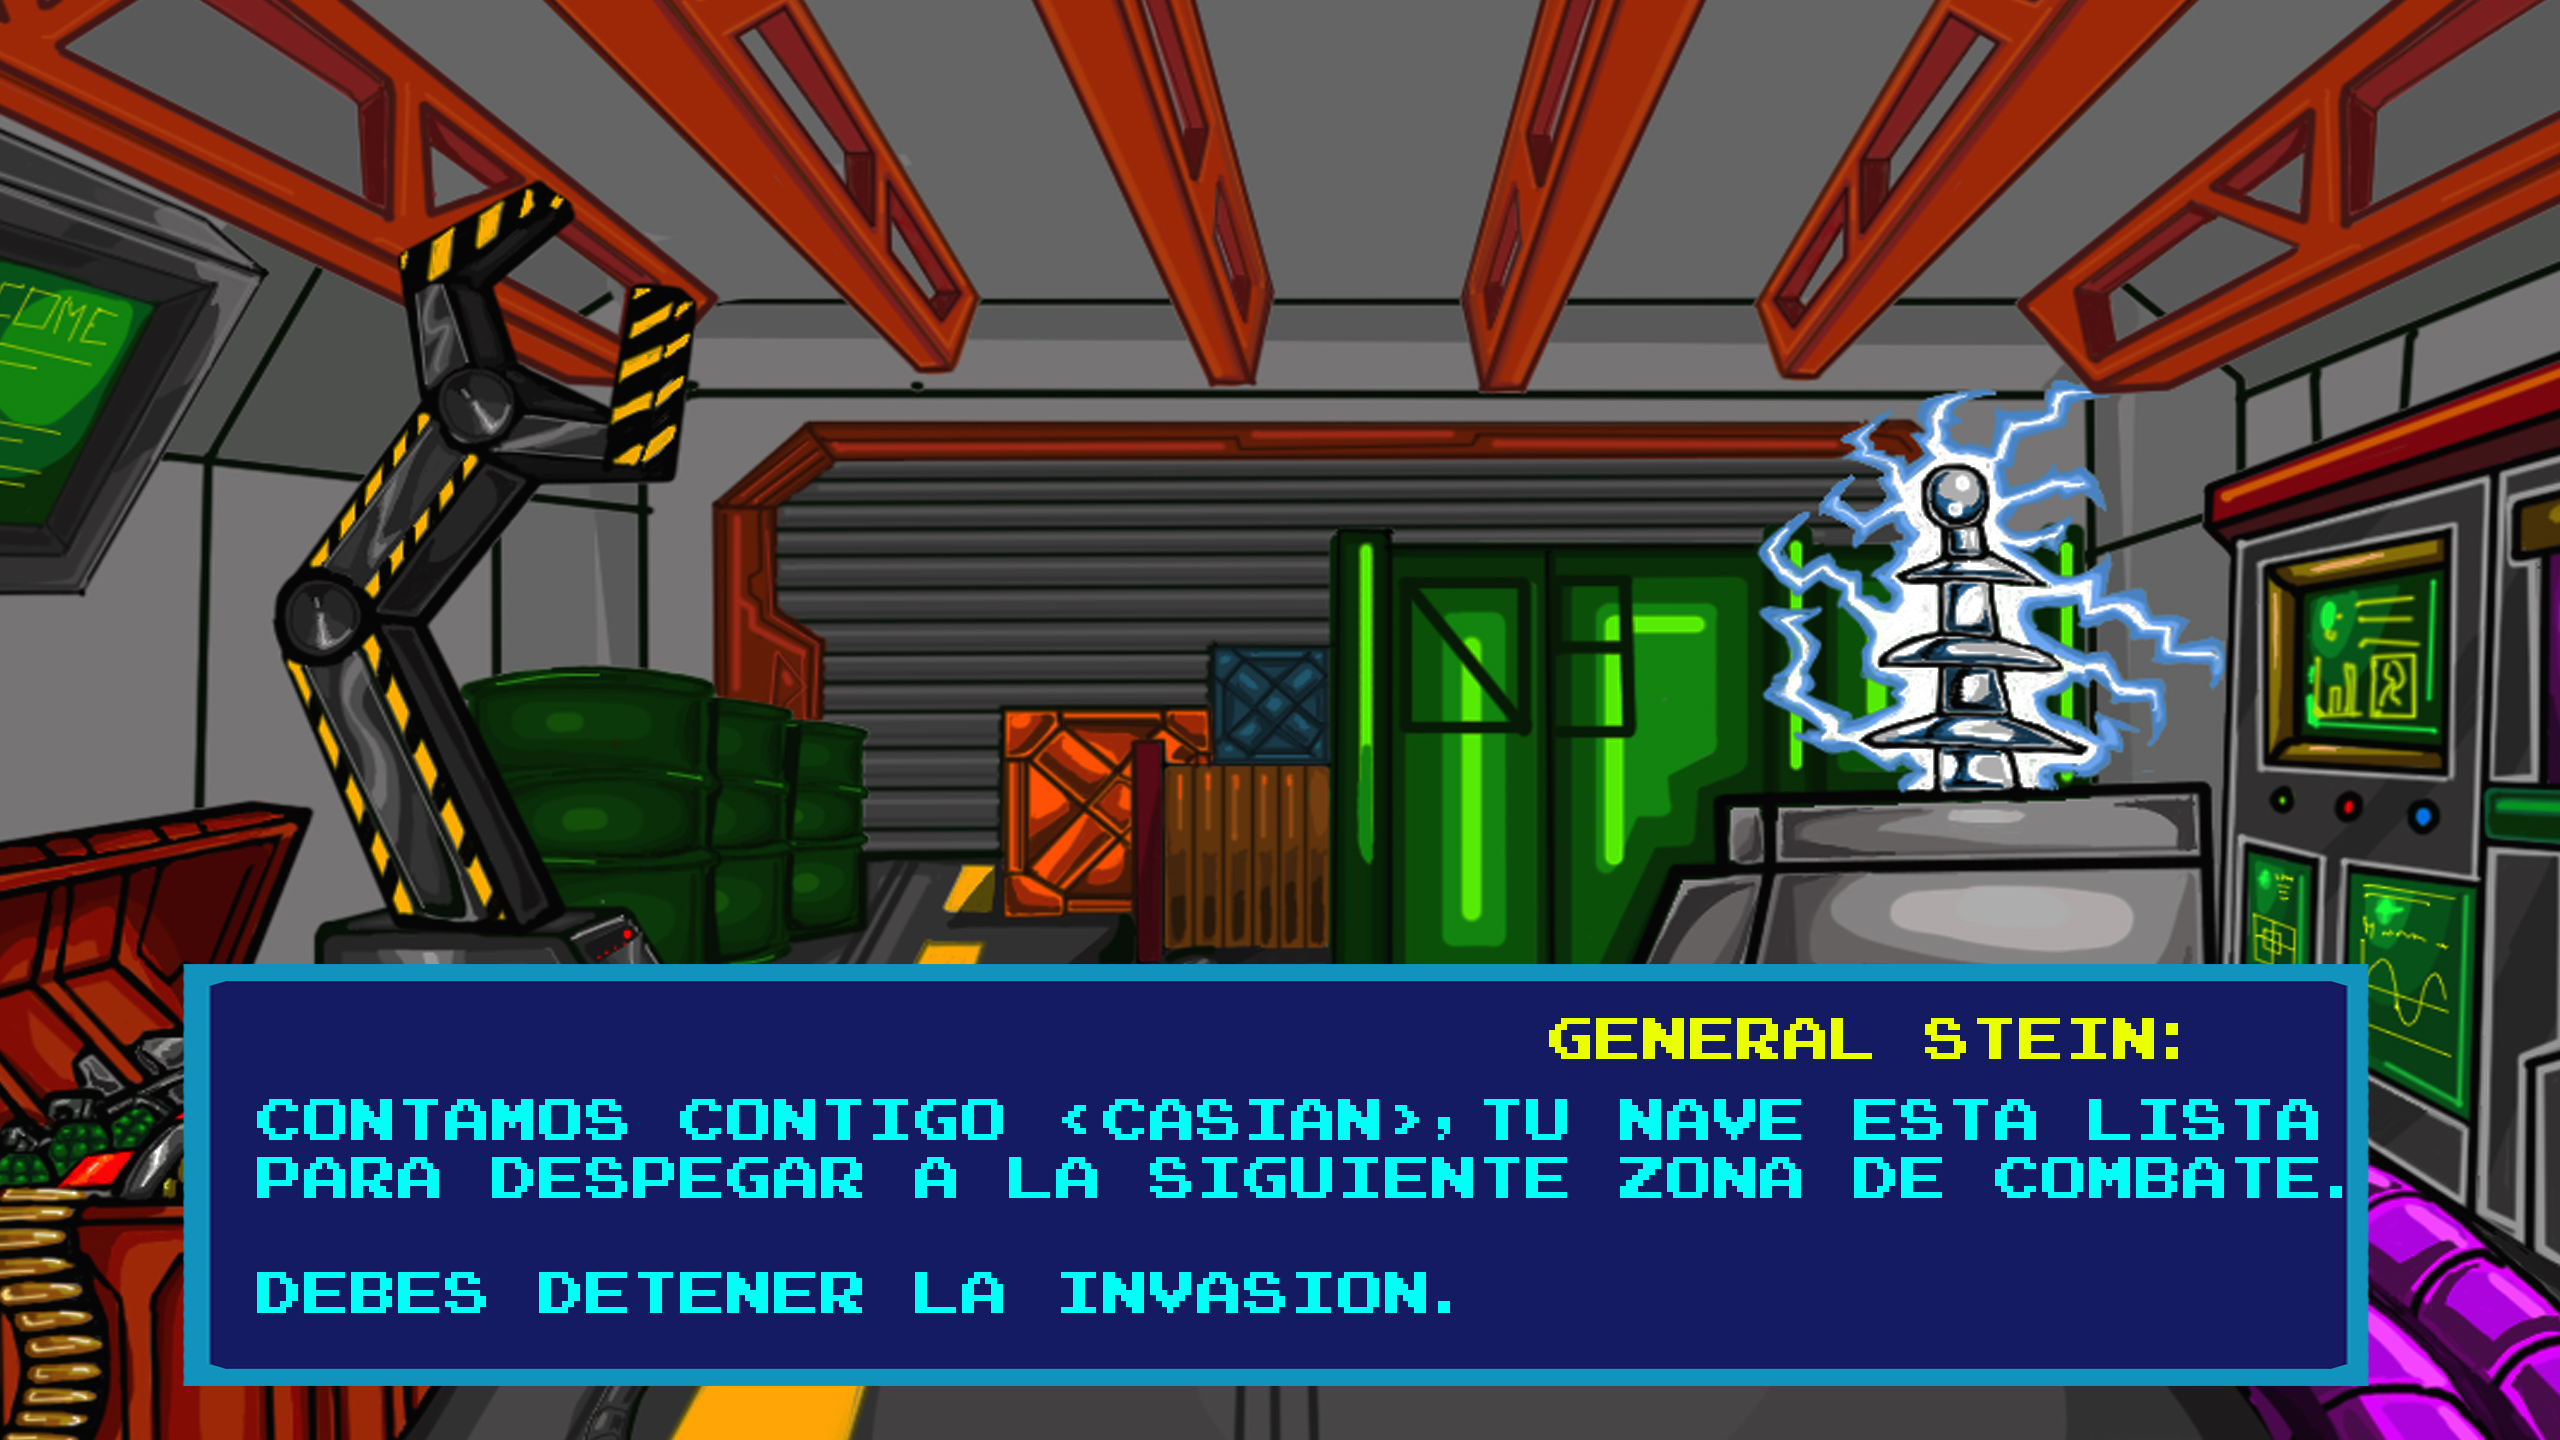 COME
GENERAL STEIN:
CONTAMOS CONTIGO <CASIAN>,TU NAVE ESTA LISTA
PARA DESPEGAR A LA SIGUIENTE ZONA DE COMBATE.
DEBES DETENER LA INVASION.